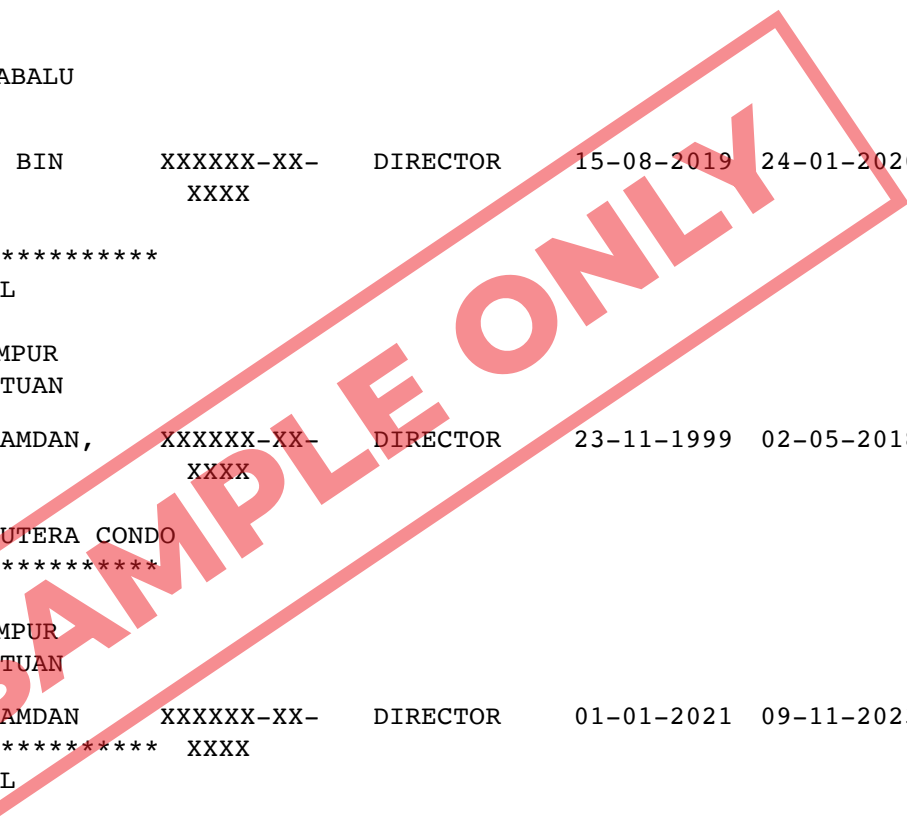 ABALU
BIN XXXXXX-XX- DIRECTOR 15-08-2019 24-01-202
XXXX
**********
L
MPUR
TUAN
AMDAN, XXXXXX-XX- DIRECTOR 23-11-1999 02-05-201
XXXX
UTERA CONDO
**********
MPUR
TUAN
AMDAN XXXXXX-XX- DIRECTOR 01-01-2021 09-11-202
********** XXXX
L
SAMPLE ONLY